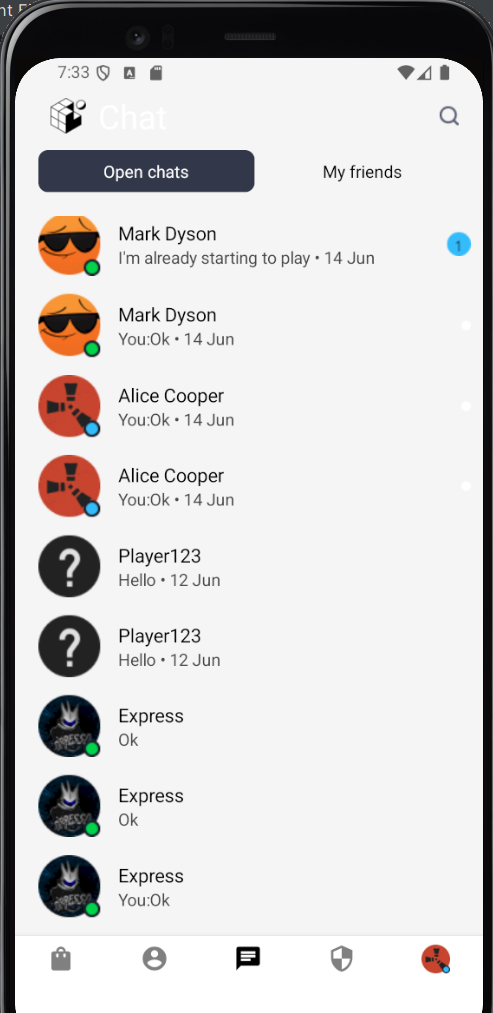 nt E
7:33
Chat
Open chats
My friends
Mark Dyson
I'm already starting to play • 14 Jun
1
Mark Dyson
You:Ok • 14 Jun
Alice Cooper
You:Ok • 14 Jun
Alice Cooper
You:Ok • 14 Jun
Player123
Hello • 12 Jun
Player123
Hello • 12 Jun
Express
Ok
Express
Ok
Express
You:Ok